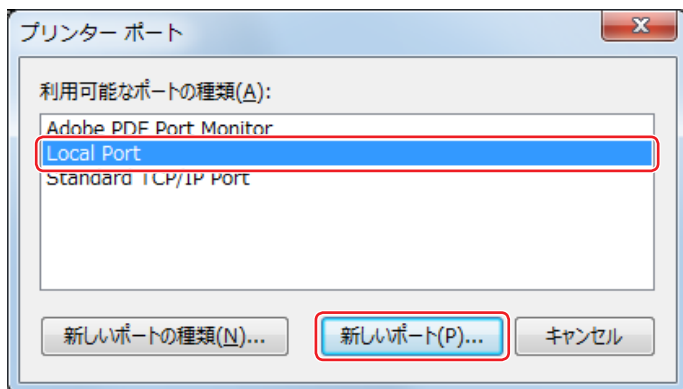 プリンター ポート
利用可能なポートの種類(A):
Adobe PDF Port Monitor
Local Port
Standard TCP/IP Port
新しいポートの種類(N)... 新しいポート(P)... キャンセル